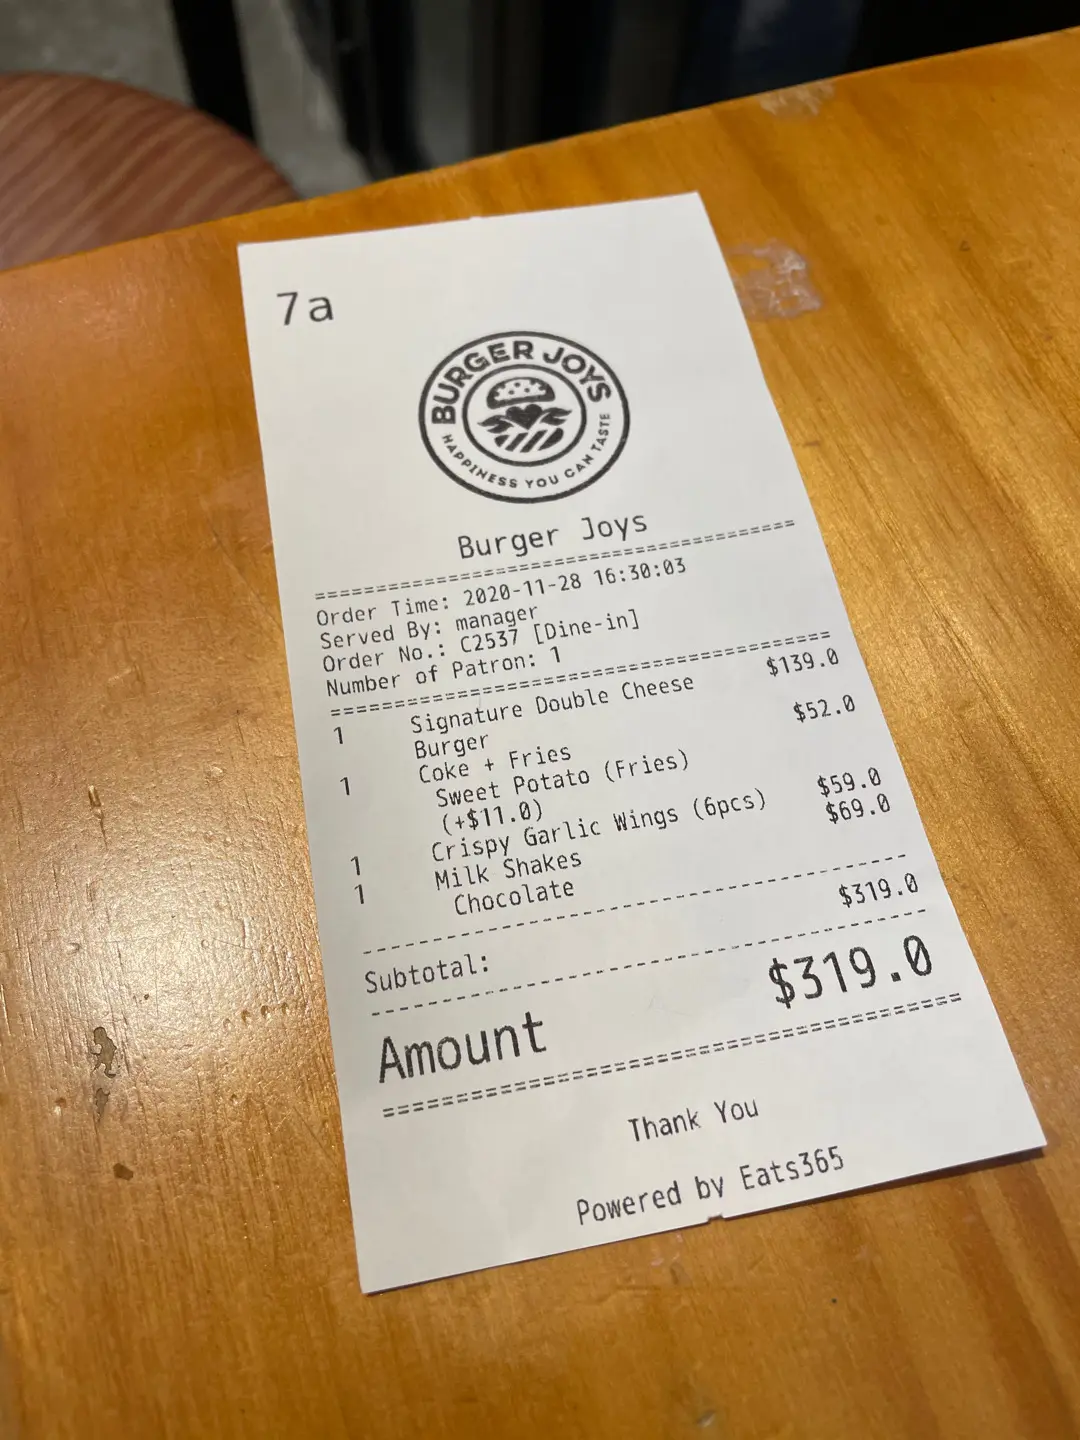 7a
BURGER JOYS
HAPPINESS YOU CAN TASTE
Burger Joys
================================================
Order Time: 2020-11-28 16:30:03
Served By: manager
Order No.: C2537 [Dine-in]
Number of Patron: 1
================================================
1 Signature Double Cheese $139.0
Burger
1 Coke + Fries $52.0
Sweet Potato (Fries)
(+$11.0)
1 Crispy Garlic Wings (6pcs) $59.0
1 Milk Shakes $69.0
Chocolate
------------------------------------------------
Subtotal: $319.0
------------------------------------------------
Amount $319.0
================================================
Thank You
Powered by Eats365